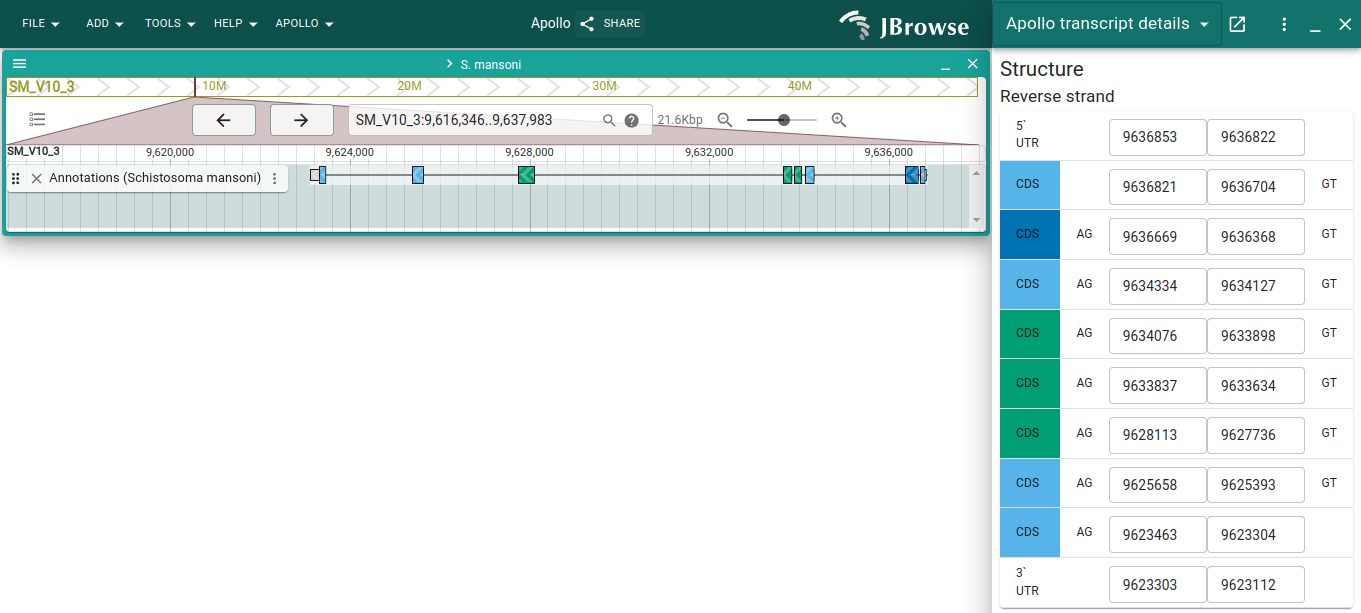 FILE ADD TOOLS HELP APOLLO Apollo SHARE JBrowse
S. mansoni
SM_V10_3 10M 20M 30M 40M
SM_V10_3:9,616,346..9,637,983 21.6Kbp
SM_V10_3 9,620,000 9,624,000 9,628,000 9,632,000 9,636,000
Annotations (Schistosoma mansoni)
Apollo transcript details
Structure
Reverse strand
5` UTR 9636853 9636822
CDS 9636821 9636704 GT
CDS AG 9636669 9636368 GT
CDS AG 9634334 9634127 GT
CDS AG 9634076 9633898 GT
CDS AG 9633837 9633634 GT
CDS AG 9628113 9627736 GT
CDS AG 9625658 9625393 GT
CDS AG 9623463 9623304
3` UTR 9623303 9623112